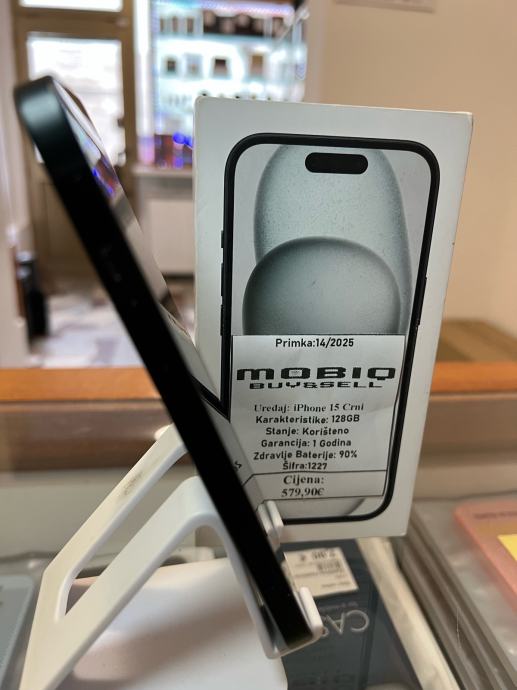 Primka:14/2025
MOBIQ
BUY&SELL
Uređaj: iPhone 15 Crni
Karakteristike: 128GB
Stanje: Korišteno
Garancija: 1 Godina
Zdravlje Baterije: 90%
Šifra:1227
Cijena:
579,90€
CAS